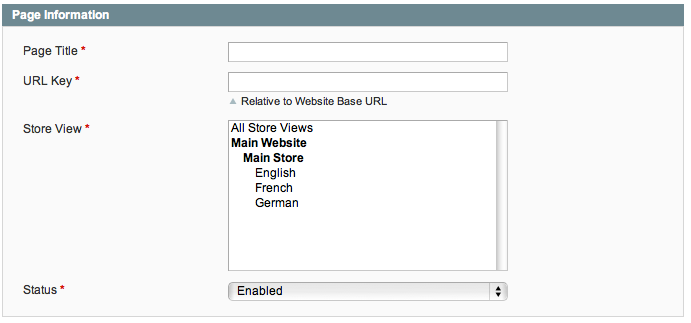 Page Information
Page Title *
URL Key *
Relative to Website Base URL
Store View *
All Store Views
Main Website
Main Store
English
French
German
Status *
Enabled